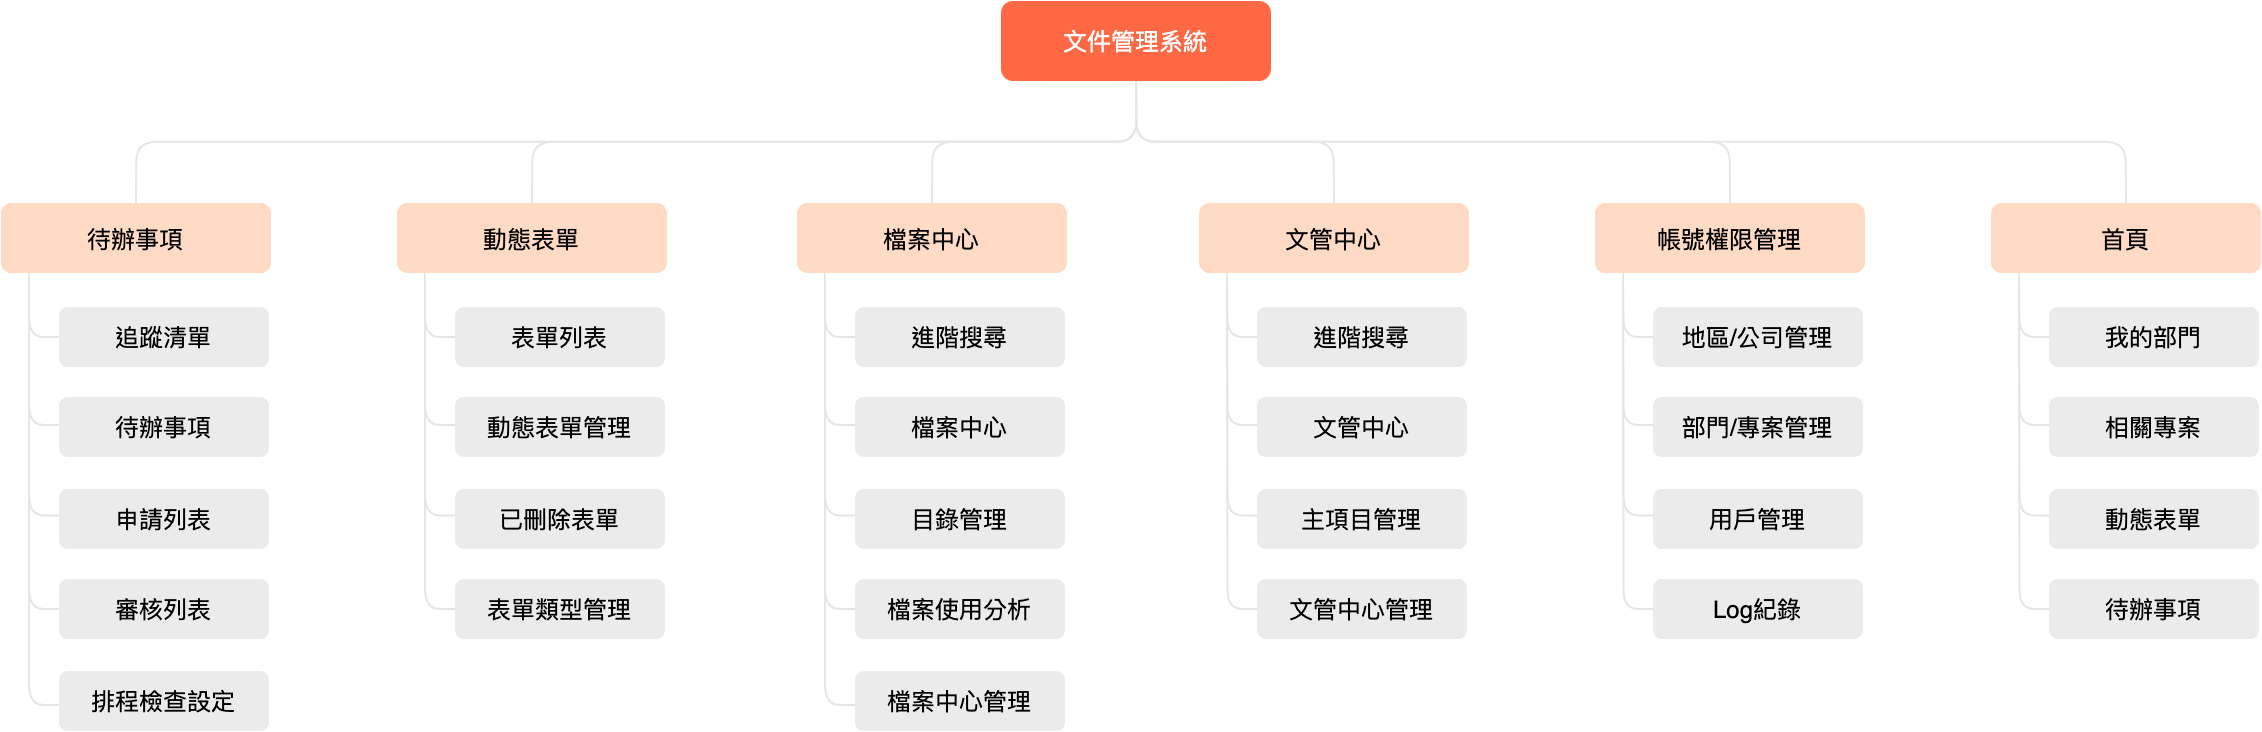 文件管理系統
待辦事項
追蹤清單
待辦事項
申請列表
審核列表
排程檢查設定
動態表單
表單列表
動態表單管理
已刪除表單
表單類型管理
檔案中心
進階搜尋
檔案中心
目錄管理
檔案使用分析
檔案中心管理
文管中心
進階搜尋
文管中心
主項目管理
文管中心管理
帳號權限管理
地區/公司管理
部門/專案管理
用戶管理
Log紀錄
首頁
我的部門
相關專案
動態表單
待辦事項